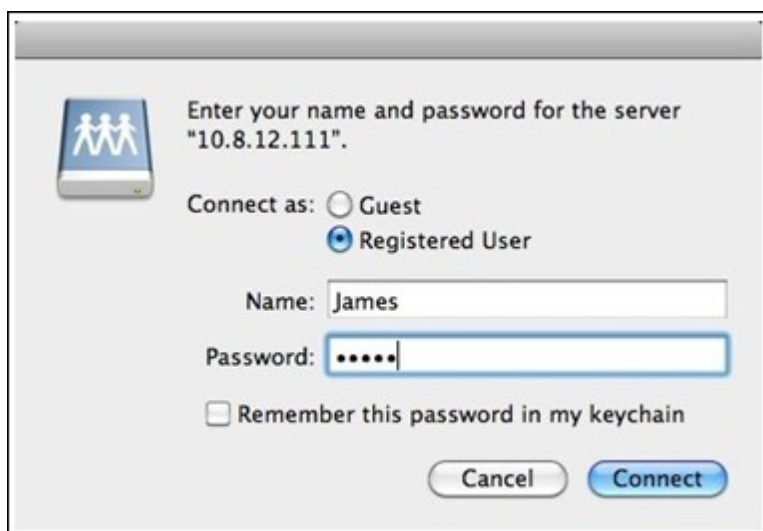 Enter your name and password for the server
“10.8.12.111”.
Connect as: Guest
Registered User
Name: James
Password: •••••
Remember this password in my keychain
Cancel Connect